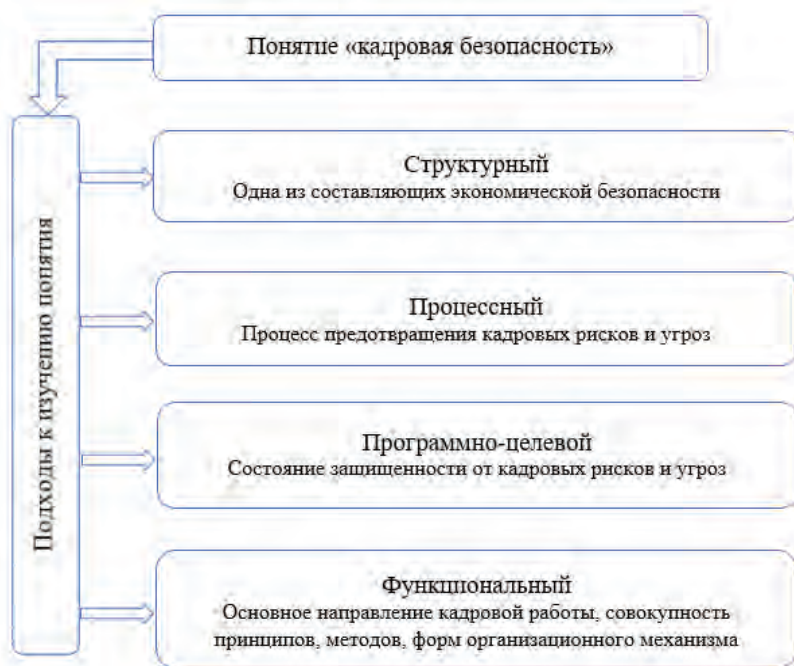 Понятие «кадровая безопасность»
Подходы к изучению понятия
Структурный
Одна из составляющих экономической безопасности
Процессный
Процесс предотвращения кадровых рисков и угроз
Программно-целевой
Состояние защищенности от кадровых рисков и угроз
Функциональный
Основное направление кадровой работы, совокупность
принципов, методов, форм организационного механизма